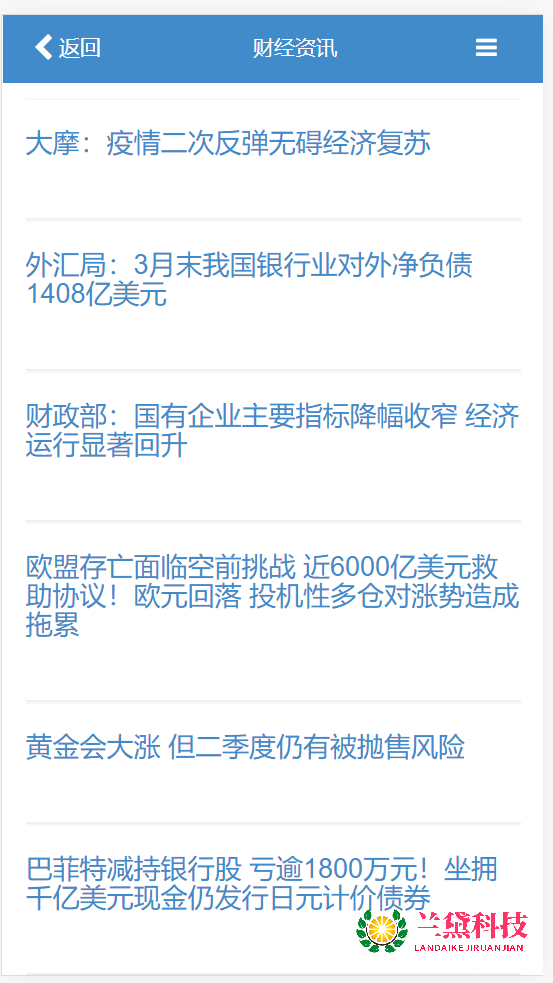 返回 财经资讯
大摩：疫情二次反弹无碍经济复苏
外汇局：3月末我国银行业对外净负债
1408亿美元
财政部：国有企业主要指标降幅收窄 经济
运行显著回升
欧盟存亡面临空前挑战 近6000亿美元救
助协议！欧元回落 投机性多仓对涨势造成
拖累
黄金会大涨 但二季度仍有被抛售风险
巴菲特减持银行股 亏逾1800万元！坐拥
千亿美元现金仍发行日元计价债券
兰黛科技
LANDAIKEJIRUANJIAN